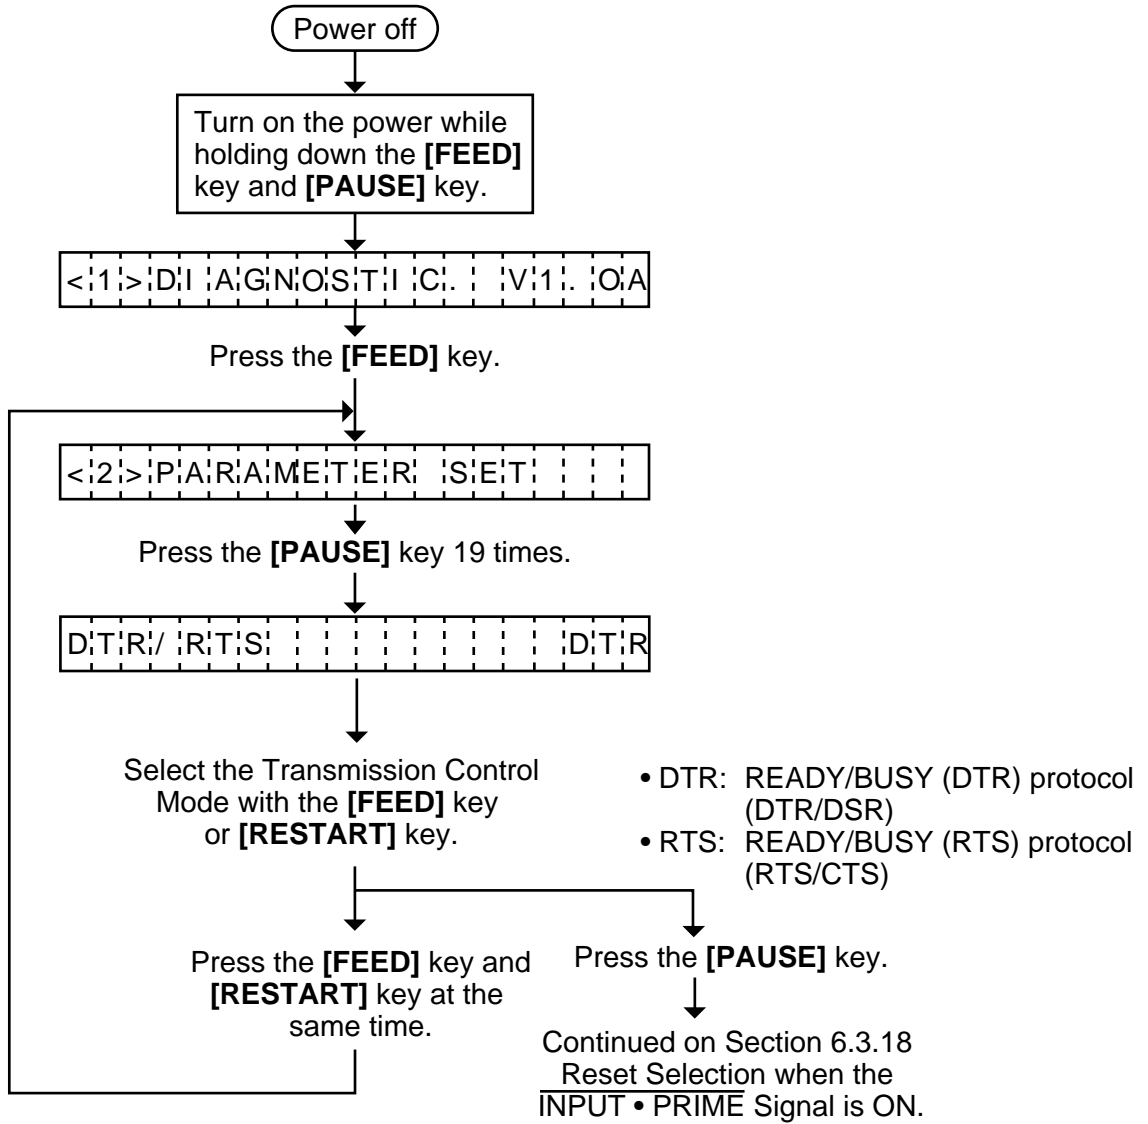 Power off
Turn on the power while
holding down the [FEED]
key and [PAUSE] key.
<1>DIAGNOSTIC. V1.OA
Press the [FEED] key.
<2>PARAMETER SET
Press the [PAUSE] key 19 times.
DTR/ RTS DTR
Select the Transmission Control
Mode with the [FEED] key
or [RESTART] key.
• DTR: READY/BUSY (DTR) protocol
(DTR/DSR)
• RTS: READY/BUSY (RTS) protocol
(RTS/CTS)
Press the [FEED] key and
[RESTART] key at the
same time.
Press the [PAUSE] key.
Continued on Section 6.3.18
Reset Selection when the
INPUT • PRIME Signal is ON.